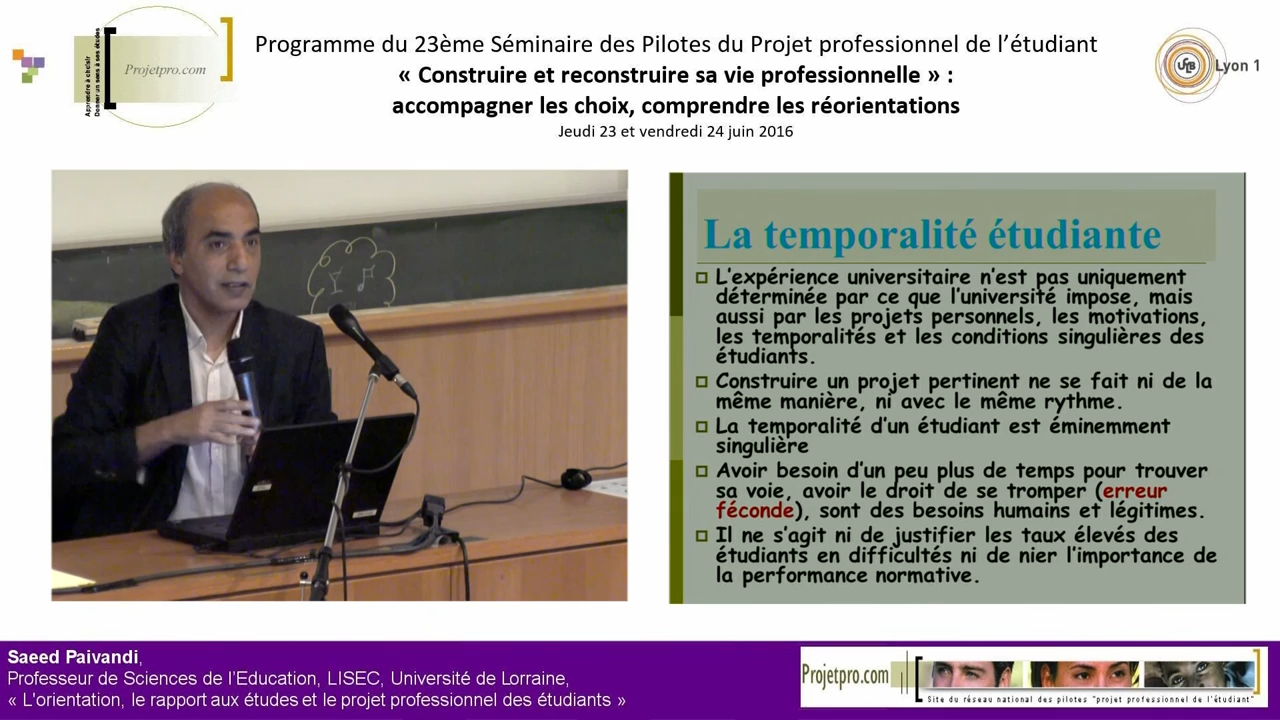 Apprendre à choisir
Donner un sens à ses études
Projetpro.com
Programme du 23ème Séminaire des Pilotes du Projet professionnel de l’étudiant
« Construire et reconstruire sa vie professionnelle » :
accompagner les choix, comprendre les réorientations
Jeudi 23 et vendredi 24 juin 2016
Lyon 1
La temporalité étudiante
L’expérience universitaire n’est pas uniquement
déterminée par ce que l’université impose, mais
aussi par les projets personnels, les motivations,
les temporalités et les conditions singulières des
étudiants.
Construire un projet pertinent ne se fait ni de la
même manière, ni avec le même rythme.
La temporalité d’un étudiant est éminemment
singulière
Avoir besoin d’un peu plus de temps pour trouver
sa voie, avoir le droit de se tromper (erreur
féconde), sont des besoins humains et légitimes.
Il ne s’agit ni de justifier les taux élevés des
étudiants en difficultés ni de nier l’importance de
la performance normative.
Saeed Paivandi,
Professeur de Sciences de l’Education, LISEC, Université de Lorraine,
« L'orientation, le rapport aux études et le projet professionnel des étudiants »
Projetpro.com
Site du réseau national des pilotes "projet professionnel de l'étudiant"